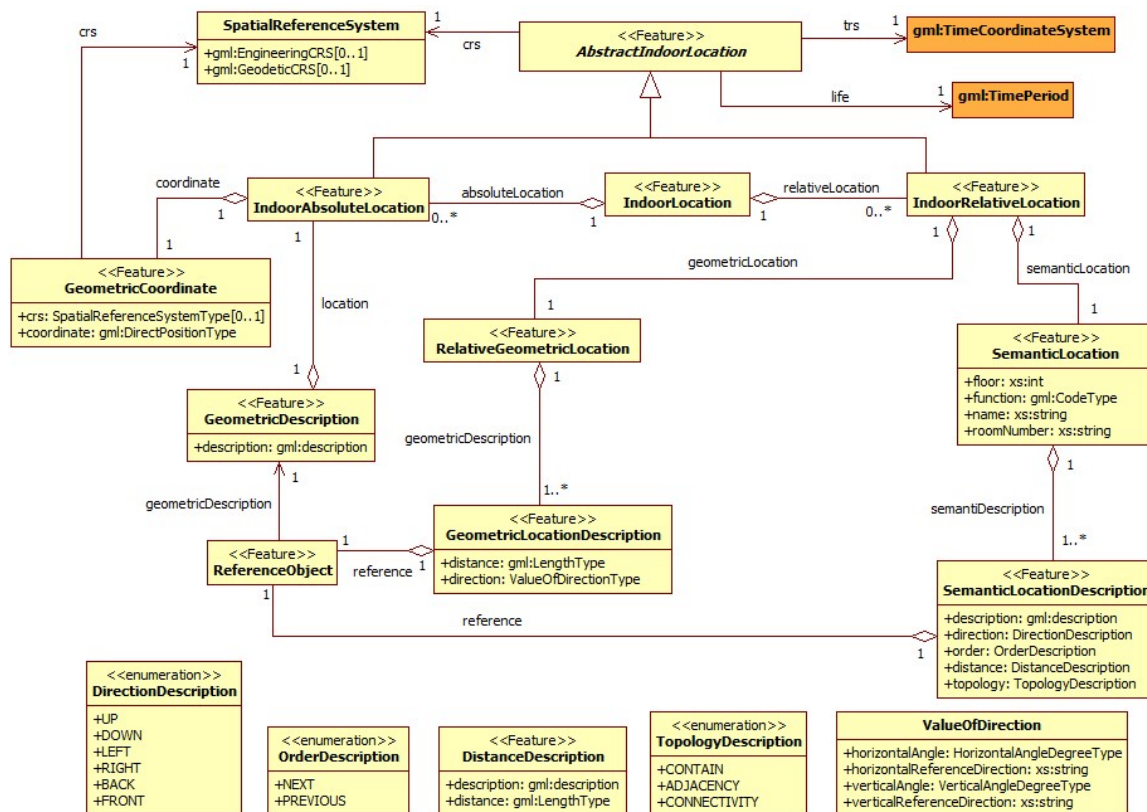 crs
1
SpatialReferenceSystem
+gml:EngineeringCRS[0..1]
+gml:GeodeticCRS[0..1]
1
crs
<<Feature>>
AbstractIndoorLocation
trs
1
gml:TimeCoordinateSystem
life
1
gml:TimePeriod
coordinate
1
1
<<Feature>>
IndoorAbsoluteLocation
0..*
absoluteLocation
1
<<Feature>>
IndoorLocation
1
relativeLocation
0..*
<<Feature>>
IndoorRelativeLocation
1
1
<<Feature>>
GeometricCoordinate
+crs: SpatialReferenceSystemType[0..1]
+coordinate: gml:DirectPositionType
1
location
1
geometricLocation
1
semanticLocation
1
<<Feature>>
RelativeGeometricLocation
1
<<Feature>>
SemanticLocation
+floor: xs:int
+function: gml:CodeType
+name: xs:string
+roomNumber: xs:string
1
<<Feature>>
GeometricDescription
+description: gml:description
1
geometricDescription
geometricDescription
1..*
semantiDescription
1..*
<<Feature>>
ReferenceObject
1
1
reference
1
<<Feature>>
GeometricLocationDescription
+distance: gml:LengthType
+direction: ValueOfDirectionType
reference
1
<<Feature>>
SemanticLocationDescription
+description: gml:description
+direction: DirectionDescription
+order: OrderDescription
+distance: DistanceDescription
+topology: TopologyDescription
<<enumeration>>
DirectionDescription
+UP
+DOWN
+LEFT
+RIGHT
+BACK
+FRONT
<<enumeration>>
OrderDescription
+NEXT
+PREVIOUS
<<Feature>>
DistanceDescription
+description: gml:description
+distance: gml:LengthType
<<enumeration>>
TopologyDescription
+CONTAIN
+ADJACENCY
+CONNECTIVITY
ValueOfDirection
+horizontalAngle: HorizontalAngleDegreeType
+horizontalReferenceDirection: xs:string
+verticalAngle: VerticalAngleDegreeType
+verticalReferenceDirection: xs:string